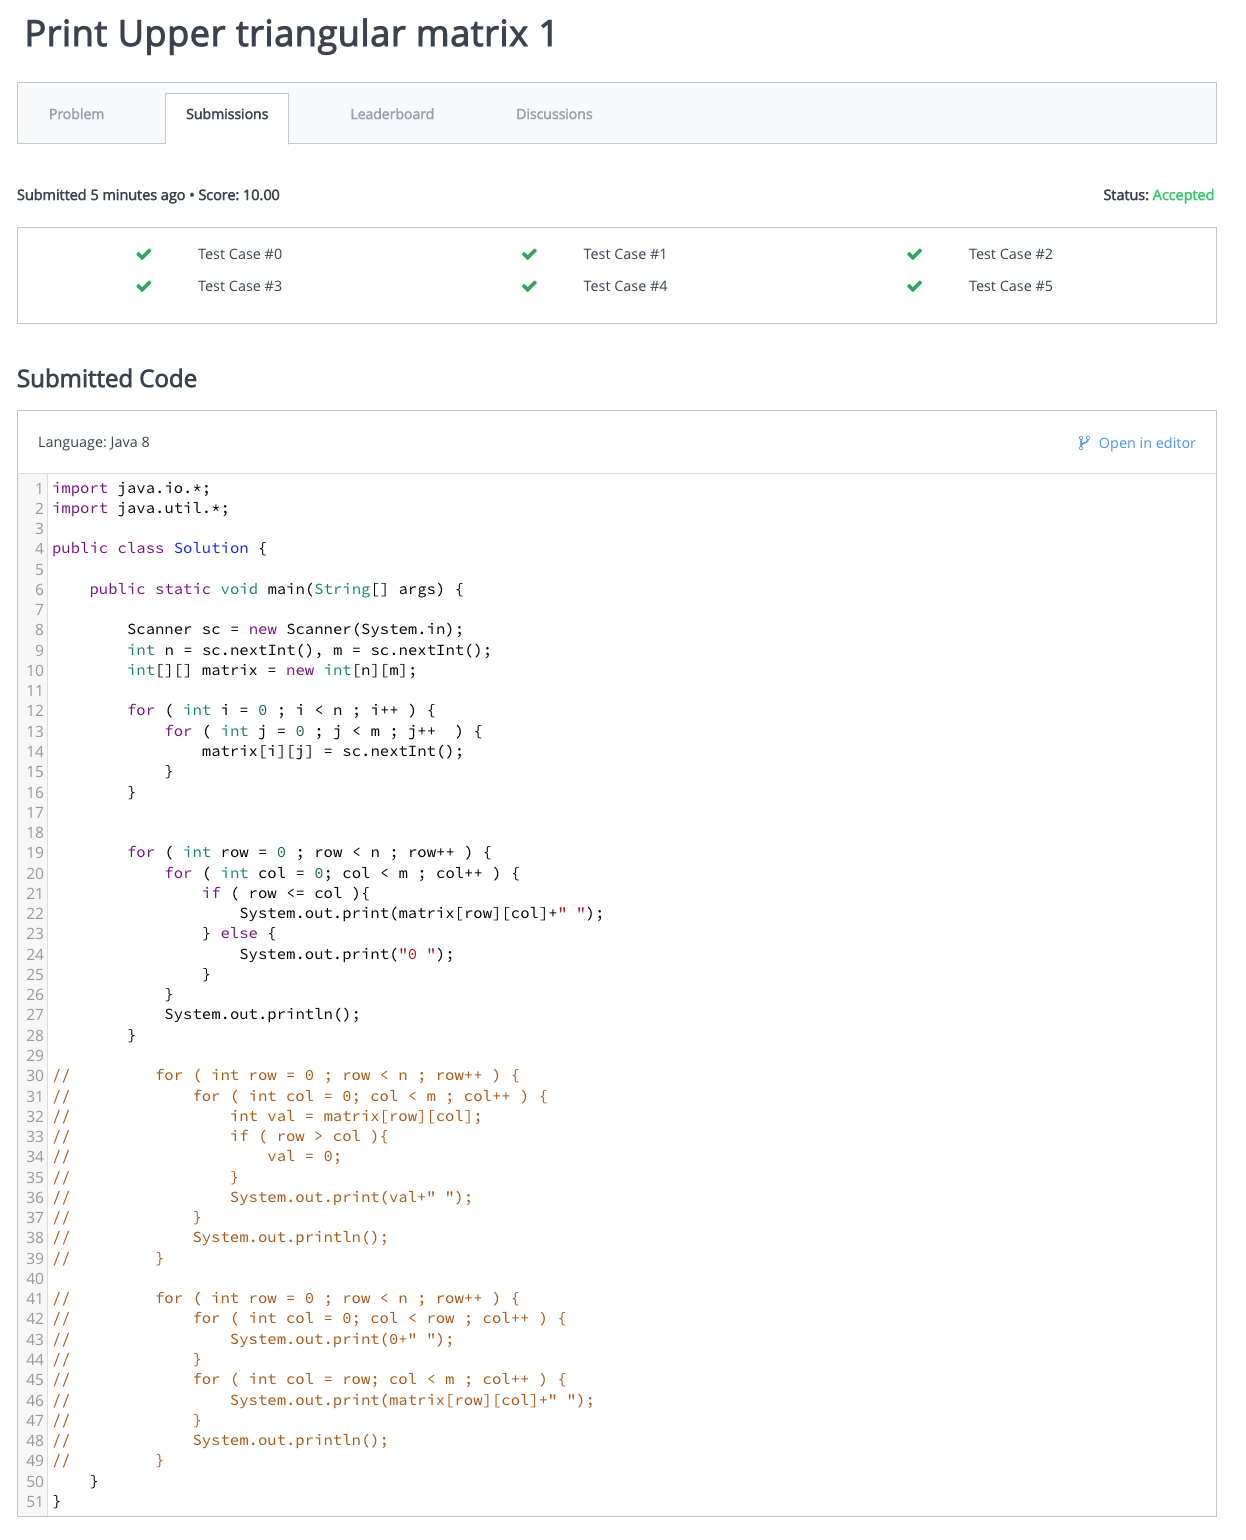 Print Upper triangular matrix 1
Problem Submissions Leaderboard Discussions
Submitted 5 minutes ago • Score: 10.00 Status: Accepted
Test Case #0 Test Case #1 Test Case #2
Test Case #3 Test Case #4 Test Case #5
Submitted Code
Language: Java 8 Open in editor
1 import java.io.*;
2 import java.util.*;
3
4 public class Solution {
5
6     public static void main(String[] args) {
7
8         Scanner sc = new Scanner(System.in);
9         int n = sc.nextInt(), m = sc.nextInt();
10         int[][] matrix = new int[n][m];
11
12         for ( int i = 0 ; i < n ; i++ ) {
13             for ( int j = 0 ; j < m ; j++  ) {
14                 matrix[i][j] = sc.nextInt();
15             }
16         }
17
18
19         for ( int row = 0 ; row < n ; row++ ) {
20             for ( int col = 0; col < m ; col++ ) {
21                 if ( row <= col ){
22                     System.out.print(matrix[row][col]+" ");
23                 } else {
24                     System.out.print("0 ");
25                 }
26             }
27             System.out.println();
28         }
29
30 //         for ( int row = 0 ; row < n ; row++ ) {
31 //             for ( int col = 0; col < m ; col++ ) {
32 //                 int val = matrix[row][col];
33 //                 if ( row > col ){
34 //                     val = 0;
35 //                 }
36 //                 System.out.print(val+" ");
37 //             }
38 //             System.out.println();
39 //         }
40
41 //         for ( int row = 0 ; row < n ; row++ ) {
42 //             for ( int col = 0; col < row ; col++ ) {
43 //                 System.out.print(0+" ");
44 //             }
45 //             for ( int col = row; col < m ; col++ ) {
46 //                 System.out.print(matrix[row][col]+" ");
47 //             }
48 //             System.out.println();
49 //         }
50     }
51 }